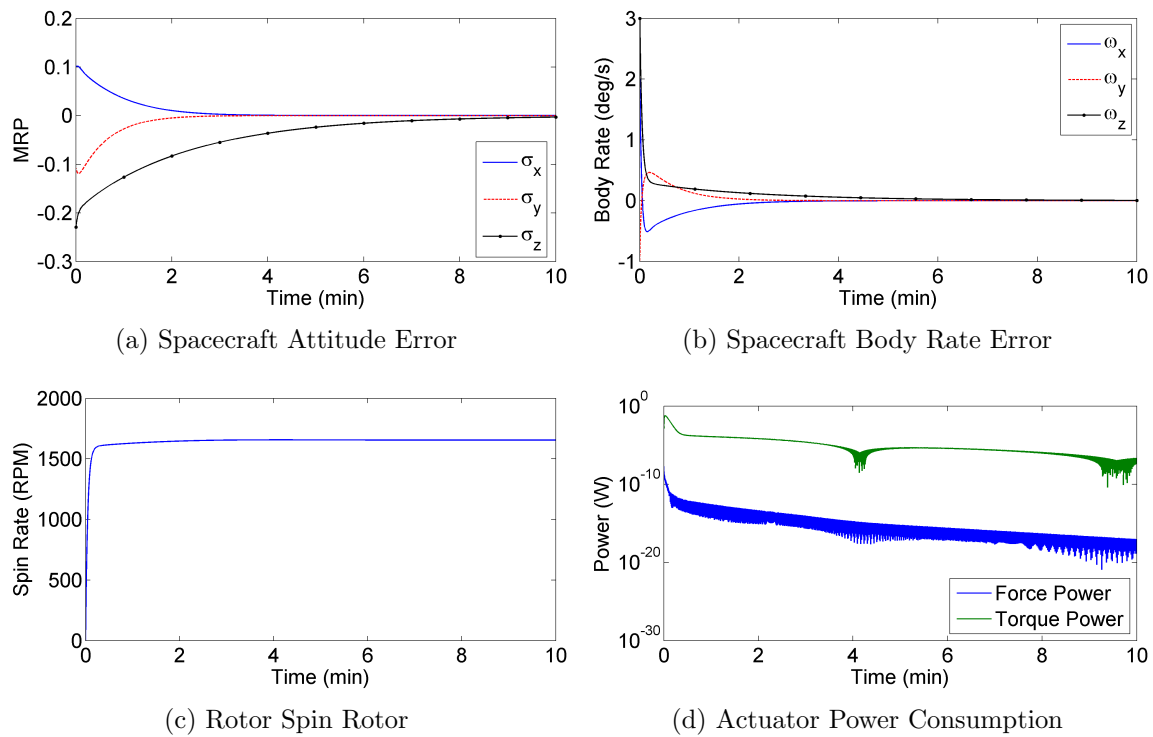 0.2
0.1
0
-0.1
-0.2
-0.3
MRP
0 2 4 6 8 10
Time (min)
σx
σy
σz
(a) Spacecraft Attitude Error
3
2
1
0
-1
Body Rate (deg/s)
0 2 4 6 8 10
Time (min)
ωx
ωy
ωz
(b) Spacecraft Body Rate Error
2000
1500
1000
500
0
Spin Rate (RPM)
0 2 4 6 8 10
Time (min)
(c) Rotor Spin Rotor
10^0
10^-10
10^-20
10^-30
Power (W)
0 2 4 6 8 10
Time (min)
Force Power
Torque Power
(d) Actuator Power Consumption